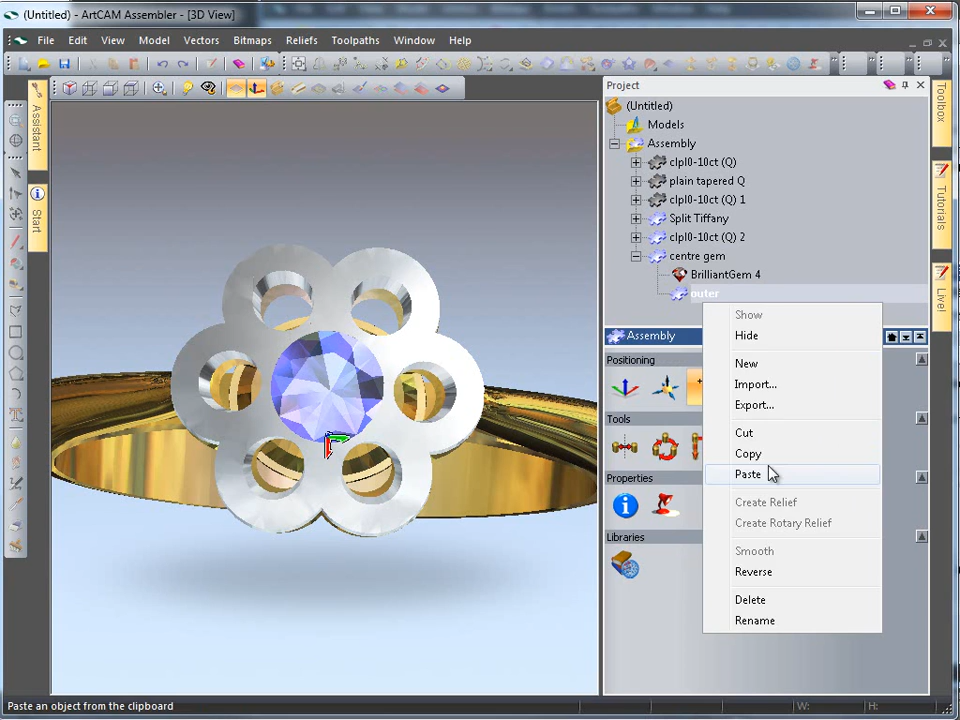 (Untitled) - ArtCAM Assembler - [3D View]
File Edit View Model Vectors Bitmaps Reliefs Toolpaths Window Help
Project
(Untitled)
Models
Assembly
clpl0-10ct (Q)
plain tapered Q
clpl0-10ct (Q) 1
Split Tiffany
clpl0-10ct (Q) 2
centre gem
BrilliantGem 4
outer
Assistant
Start
Toolbox
Tutorials
Live!
Assembly
Positioning
Tools
Properties
Libraries
Show
Hide
New
Import...
Export...
Cut
Copy
Paste
Create Relief
Create Rotary Relief
Smooth
Reverse
Delete
Rename
Paste an object from the clipboard
W:
H: